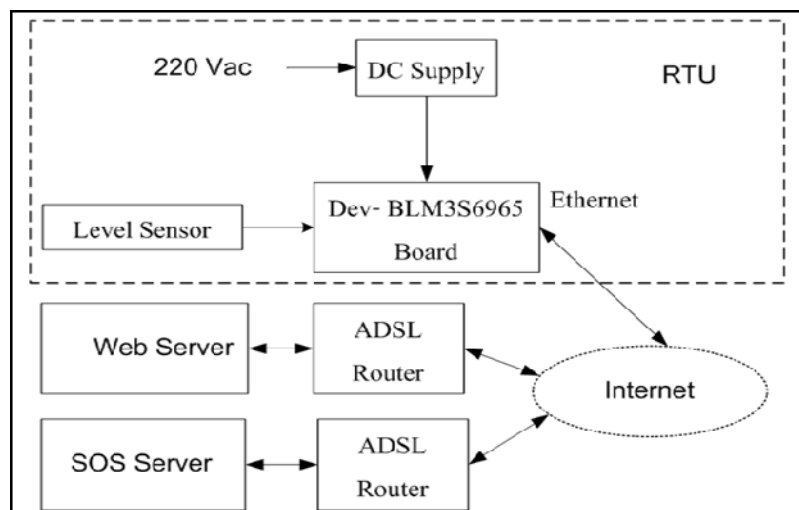 220 Vac
DC Supply
RTU
Level Sensor
Dev- BLM3S6965
Board
Ethernet
Web Server
ADSL
Router
Internet
SOS Server
ADSL
Router